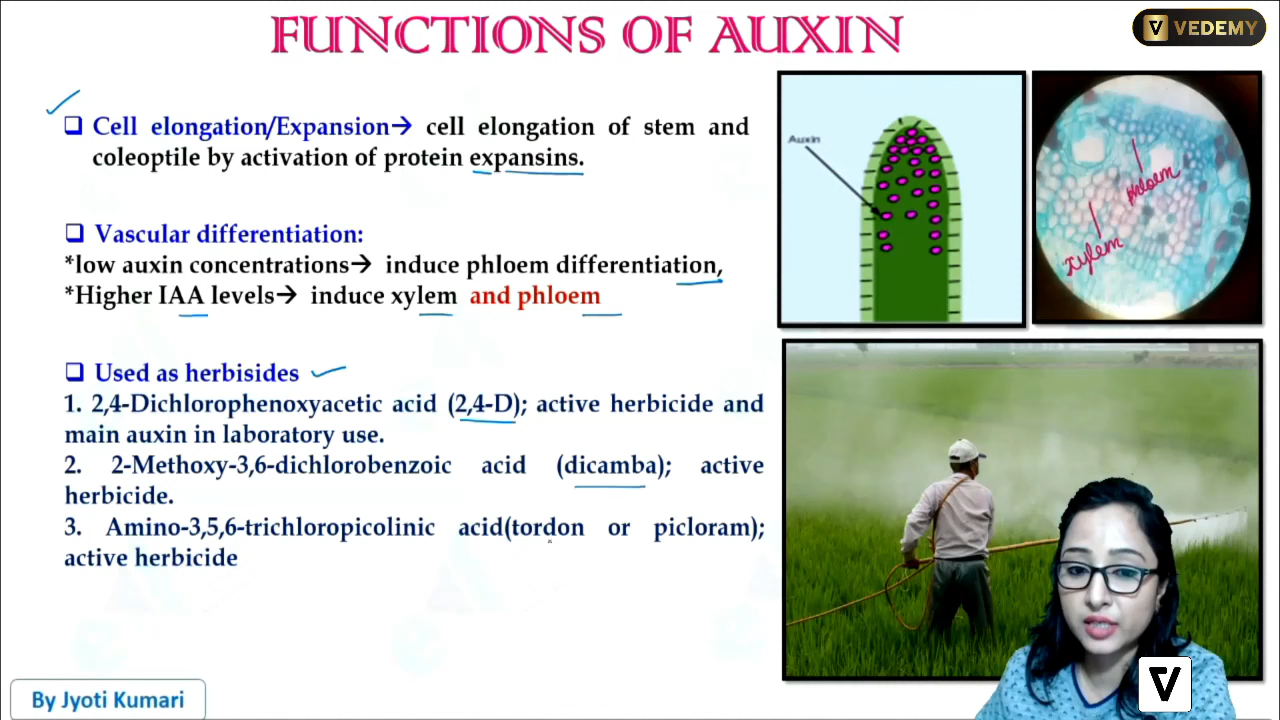 FUNCTIONS OF AUXIN
VEDEMY
❑ Cell elongation/Expansion→ cell elongation of stem and
coleoptile by activation of protein expansins.
❑ Vascular differentiation:
*low auxin concentrations→ induce phloem differentiation,
*Higher IAA levels→ induce xylem and phloem
❑ Used as herbisides
1. 2,4-Dichlorophenoxyacetic acid (2,4-D); active herbicide and
main auxin in laboratory use.
2. 2-Methoxy-3,6-dichlorobenzoic acid (dicamba); active
herbicide.
3. Amino-3,5,6-trichloropicolinic acid(tordon or picloram);
active herbicide
Auxin
phloem
xylem
By Jyoti Kumari